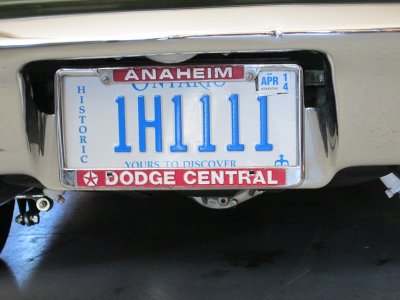 ANAHEIM
ONTARIO
APR 14
HISTORIC
1H1111
YOURS TO DISCOVER
DODGE CENTRAL